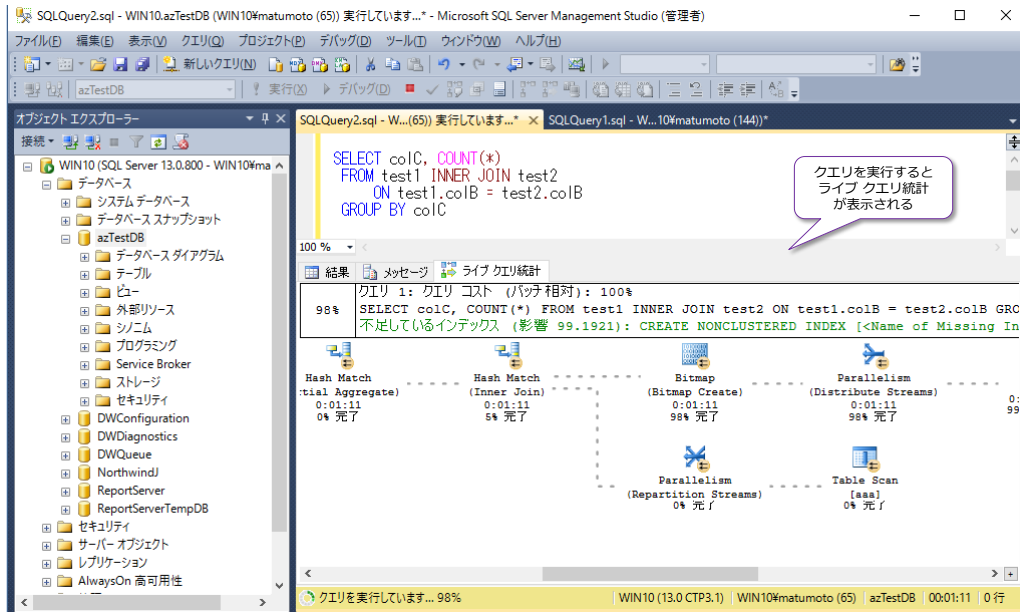 SQLQuery2.sql - WIN10.azTestDB (WIN10¥matumoto (65)) 実行しています...* - Microsoft SQL Server Management Studio (管理者)
ファイル(F) 編集(E) 表示(V) クエリ(Q) プロジェクト(P) デバッグ(D) ツール(T) ウィンドウ(W) ヘルプ(H)
新しいクエリ(N)
azTestDB 実行(X) デバッグ(D)
オブジェクト エクスプローラー
接続
WIN10 (SQL Server 13.0.800 - WIN10¥ma
データベース
システム データベース
データベース スナップショット
azTestDB
データベース ダイアグラム
テーブル
ビュー
外部リソース
シノニム
プログラミング
Service Broker
ストレージ
セキュリティ
DWConfiguration
DWDiagnostics
DWQueue
NorthwindJ
ReportServer
ReportServerTempDB
セキュリティ
サーバー オブジェクト
レプリケーション
AlwaysOn 高可用性
SQLQuery2.sql - W...(65)) 実行しています...* SQLQuery1.sql - W...10¥matumoto (144))*
SELECT colC, COUNT(*)
FROM test1 INNER JOIN test2
ON test1.colB = test2.colB
GROUP BY colC
クエリを実行すると
ライブ クエリ統計
が表示される
100 %
結果 メッセージ ライブ クエリ統計
98%
クエリ 1: クエリ コスト (バッチ相対): 100%
SELECT colC, COUNT(*) FROM test1 INNER JOIN test2 ON test1.colB = test2.colB GRO
不足しているインデックス (影響 99.1921): CREATE NONCLUSTERED INDEX [<Name of Missing In
Hash Match Hash Match Bitmap Parallelism
tial Aggregate) (Inner Join) (Bitmap Create) (Distribute Streams)
0:01:11 0:01:11 0:01:11 0:01:11 0:
0% 完了 5% 完了 98% 完了 98% 完了 99
Parallelism Table Scan
(Repartition Streams) [aaa]
0% 完了 0% 完了
クエリを実行しています... 98% WIN10 (13.0 CTP3.1) WIN10¥matumoto (65) azTestDB 00:01:11 0 行